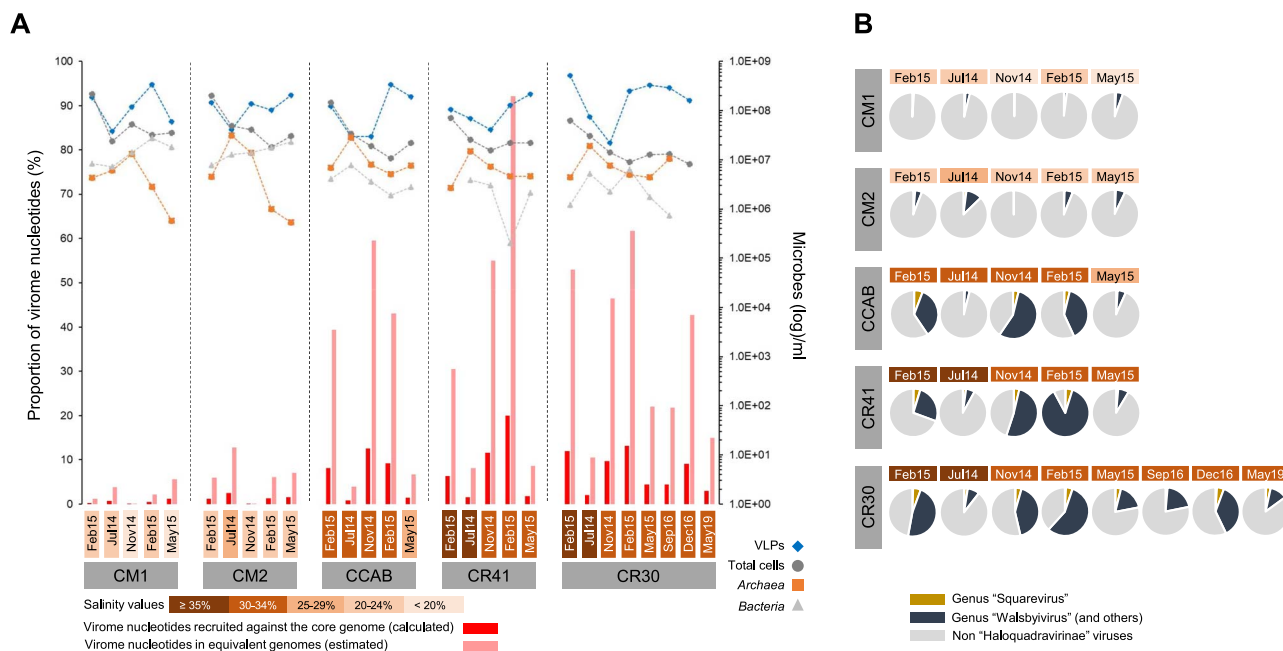 A
B
Proportion of virome nucleotides (%)
100
90
80
70
60
50
40
30
20
10
0
1.0E+09
1.0E+08
1.0E+07
1.0E+06
1.0E+05
1.0E+04
1.0E+03
1.0E+02
1.0E+01
1.0E+00
Microbes (log)/ml
Feb15 Jul14 Nov14 Feb15 May15
Feb15 Jul14 Nov14 Feb15 May15
Feb15 Jul14 Nov14 Feb15 May15
Feb15 Jul14 Nov14 Feb15 May15
Feb15 Jul14 Nov14 Feb15 May15 Sep16 Dec16 May19
CM1 CM2 CCAB CR41 CR30
VLPs
Total cells
Archaea
Bacteria
Salinity values ≥ 35% 30-34% 25-29% 20-24% < 20%
Virome nucleotides recruited against the core genome (calculated)
Virome nucleotides in equivalent genomes (estimated)
CM1
Feb15 Jul14 Nov14 Feb15 May15
CM2
Feb15 Jul14 Nov14 Feb15 May15
CCAB
Feb15 Jul14 Nov14 Feb15 May15
CR41
Feb15 Jul14 Nov14 Feb15 May15
CR30
Feb15 Jul14 Nov14 Feb15 May15 Sep16 Dec16 May19
Genus "Squarevirus"
Genus "Walsbyivirus" (and others)
Non "Haloquadravirinae" viruses